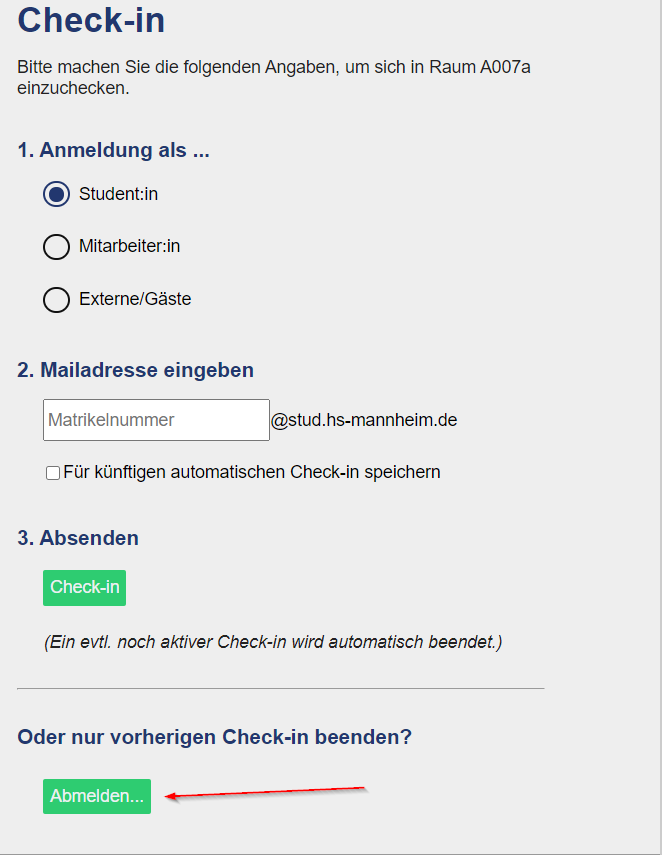 Check-in
Bitte machen Sie die folgenden Angaben, um sich in Raum A007a
einzuchecken.
1. Anmeldung als ...
Student:in
Mitarbeiter:in
Externe/Gäste
2. Mailadresse eingeben
Matrikelnummer @stud.hs-mannheim.de
Für künftigen automatischen Check-in speichern
3. Absenden
Check-in
(Ein evtl. noch aktiver Check-in wird automatisch beendet.)
Oder nur vorherigen Check-in beenden?
Abmelden...